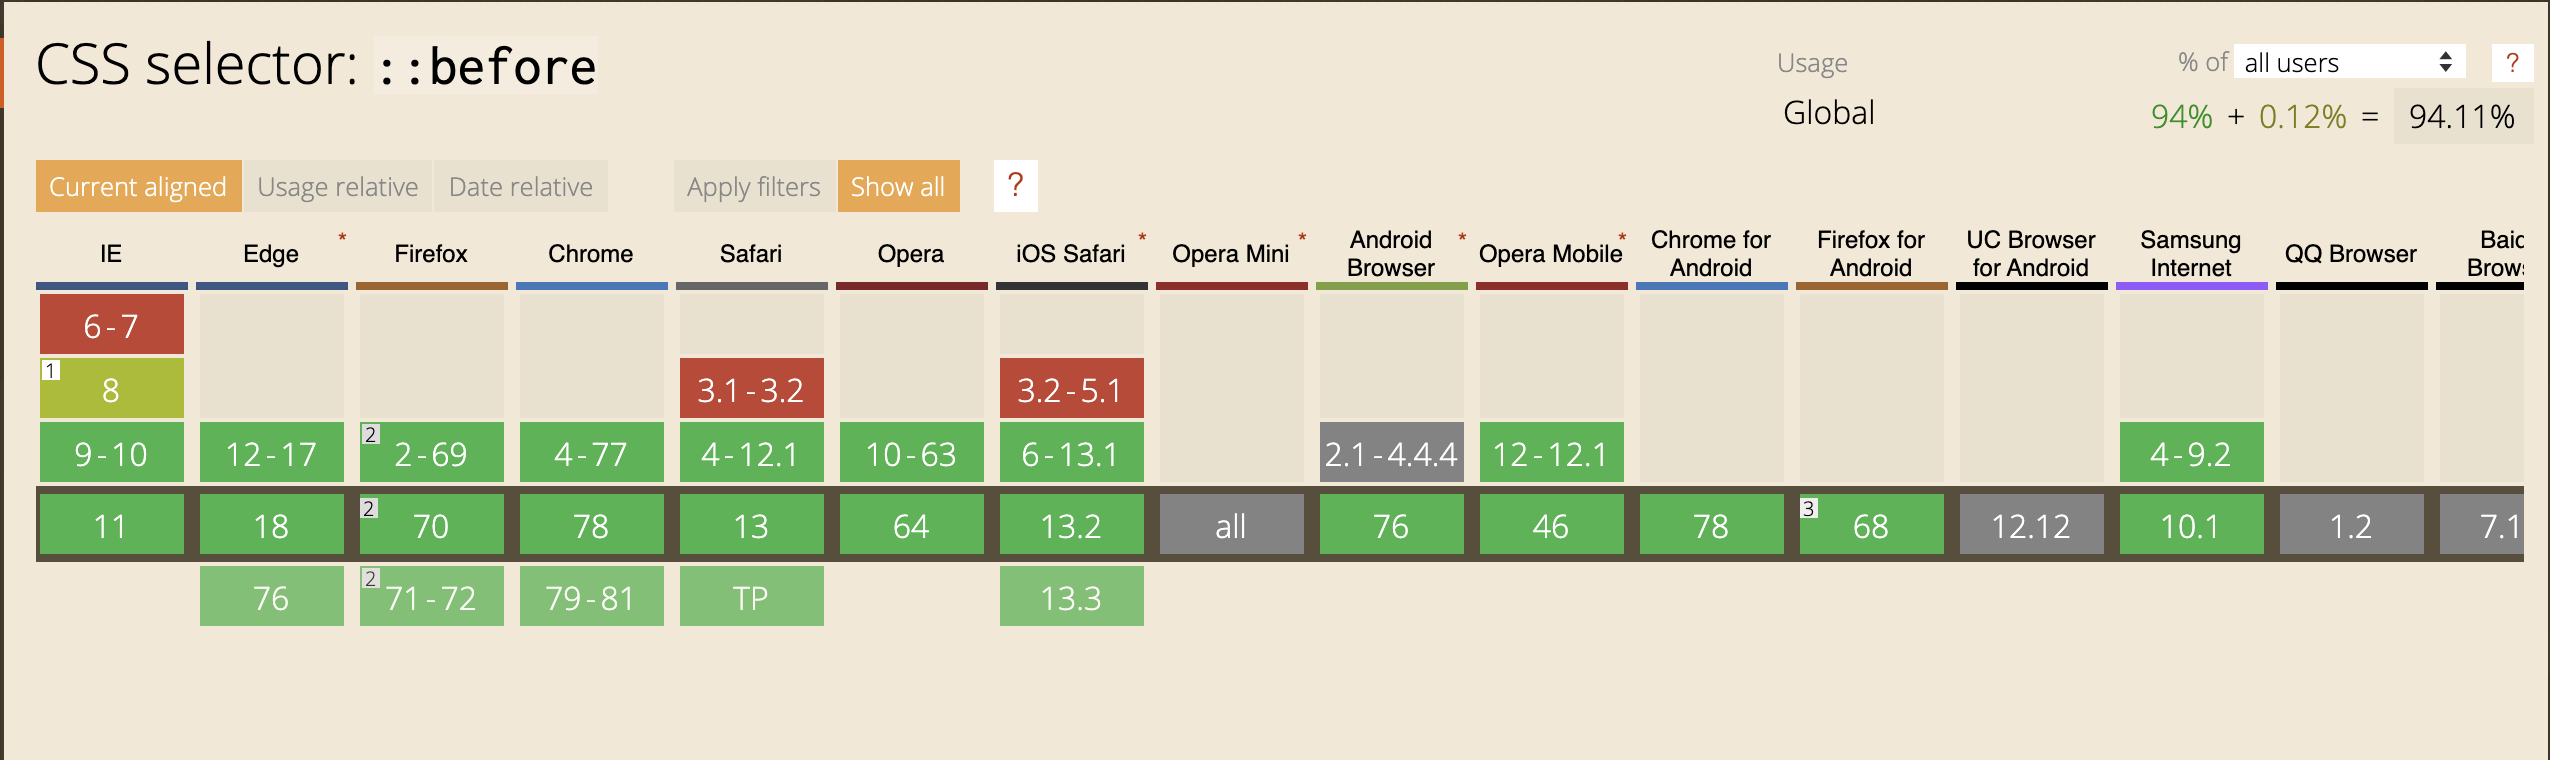 CSS selector: ::before
Usage % of all users ?
Global 94% + 0.12% = 94.11%
Current aligned Usage relative Date relative Apply filters Show all ?
IE Edge * Firefox Chrome Safari Opera iOS Safari * Opera Mini * Android Browser * Opera Mobile * Chrome for Android Firefox for Android UC Browser for Android Samsung Internet QQ Browser
6-7
1 8 3.1-3.2 3.2-5.1
9-10 12-17 2 2-69 4-77 4-12.1 10-63 6-13.1 2.1-4.4.4 12-12.1 4-9.2
11 18 2 70 78 13 64 13.2 all 76 46 78 3 68 12.12 10.1 1.2 7.1
76 2 71-72 79-81 TP 13.3